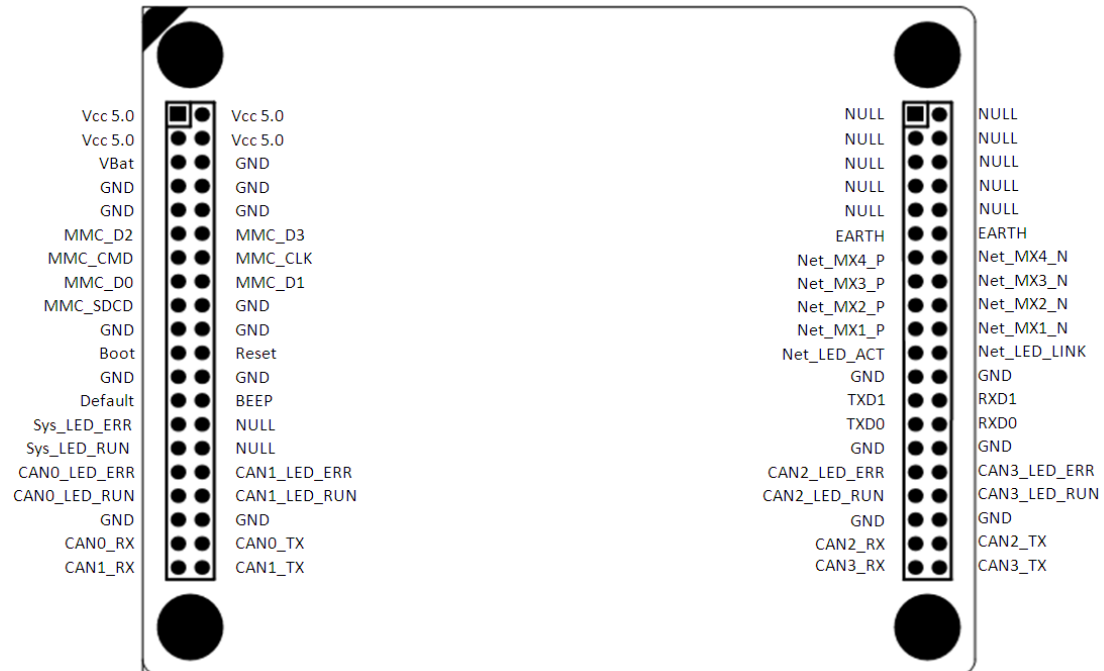 Vcc 5.0 Vcc 5.0 NULL NULL
Vcc 5.0 Vcc 5.0 NULL NULL
VBat GND NULL NULL
GND GND NULL NULL
GND GND NULL NULL
MMC_D2 MMC_D3 EARTH EARTH
MMC_CMD MMC_CLK Net_MX4_P Net_MX4_N
MMC_D0 MMC_D1 Net_MX3_P Net_MX3_N
MMC_SDCD GND Net_MX2_P Net_MX2_N
GND GND Net_MX1_P Net_MX1_N
Boot Reset Net_LED_ACT Net_LED_LINK
GND GND GND GND
Default BEEP TXD1 RXD1
Sys_LED_ERR NULL TXD0 RXD0
Sys_LED_RUN NULL GND GND
CAN0_LED_ERR CAN1_LED_ERR CAN2_LED_ERR CAN3_LED_ERR
CAN0_LED_RUN CAN1_LED_RUN CAN2_LED_RUN CAN3_LED_RUN
GND GND GND GND
CAN0_RX CAN0_TX CAN2_RX CAN2_TX
CAN1_RX CAN1_TX CAN3_RX CAN3_TX